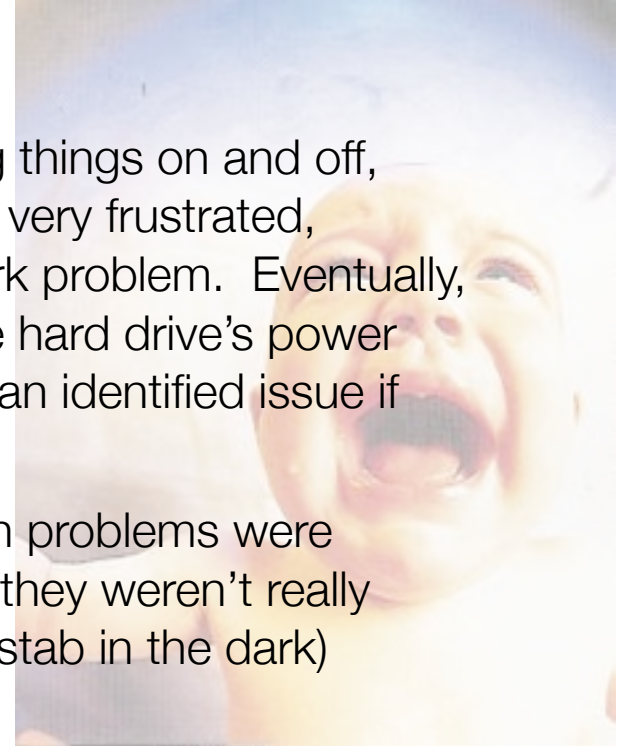 things on and off,
very frustrated,
problem. Eventually,
hard drive's power
an identified issue if
problems were
they weren't really
stab in the dark)